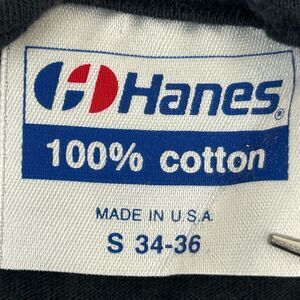 Hanes®
100% cotton
MADE IN U.S.A.
S 34-36